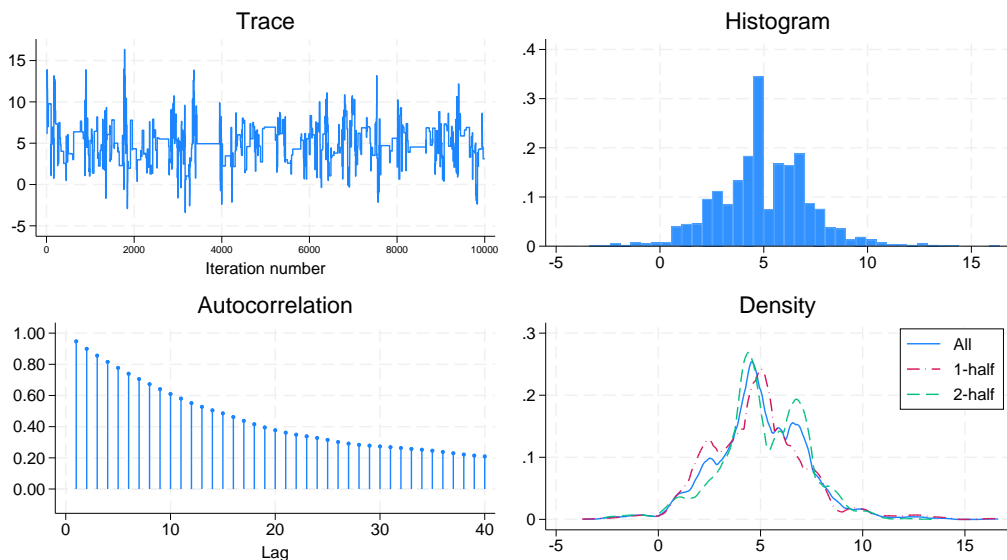 Trace
15
10
5
0
-5
0 2000 4000 6000 8000 10000
Iteration number
Histogram
.4
.3
.2
.1
0
-5 0 5 10 15
Autocorrelation
1.00
0.80
0.60
0.40
0.20
0.00
0 10 20 30 40
Lag
Density
.3
.2
.1
0
-5 0 5 10 15
All
1-half
2-half